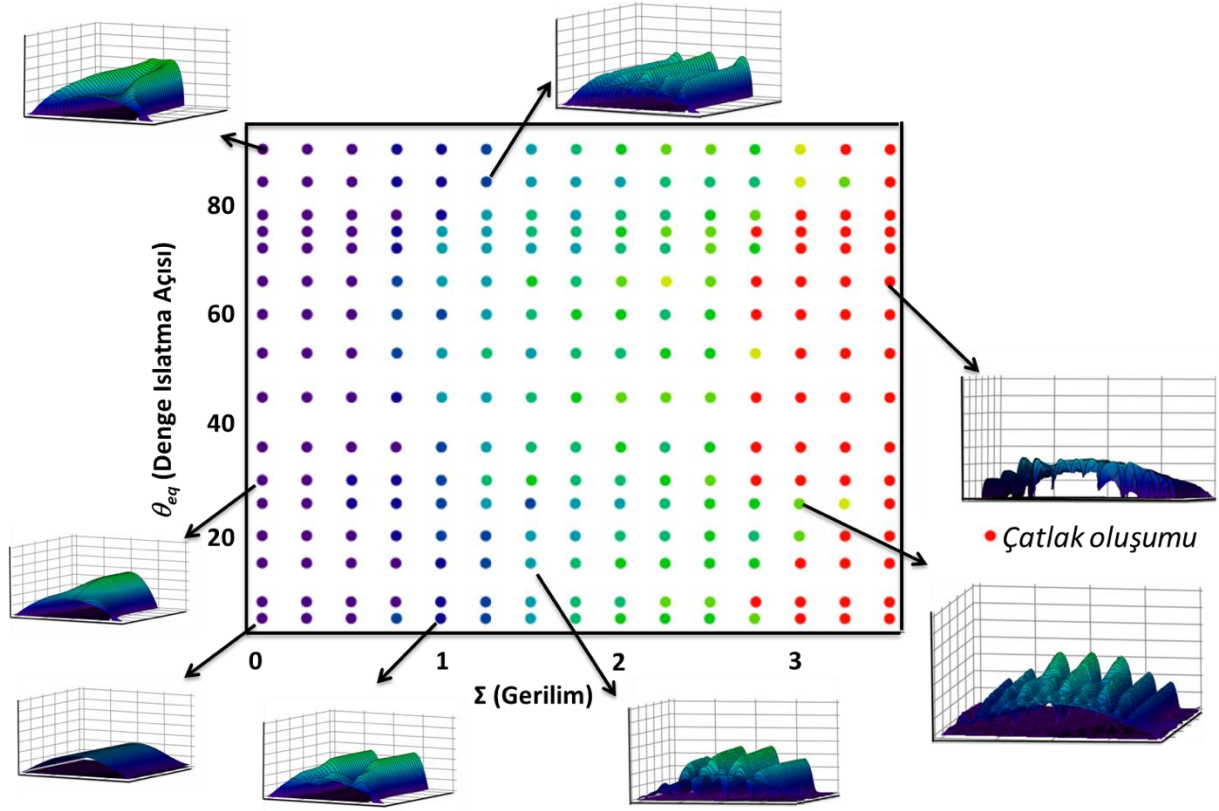 θeq (Denge Islatma Açısı)
80
60
40
20
0 1 2 3
Σ (Gerilim)
Çatlak oluşumu